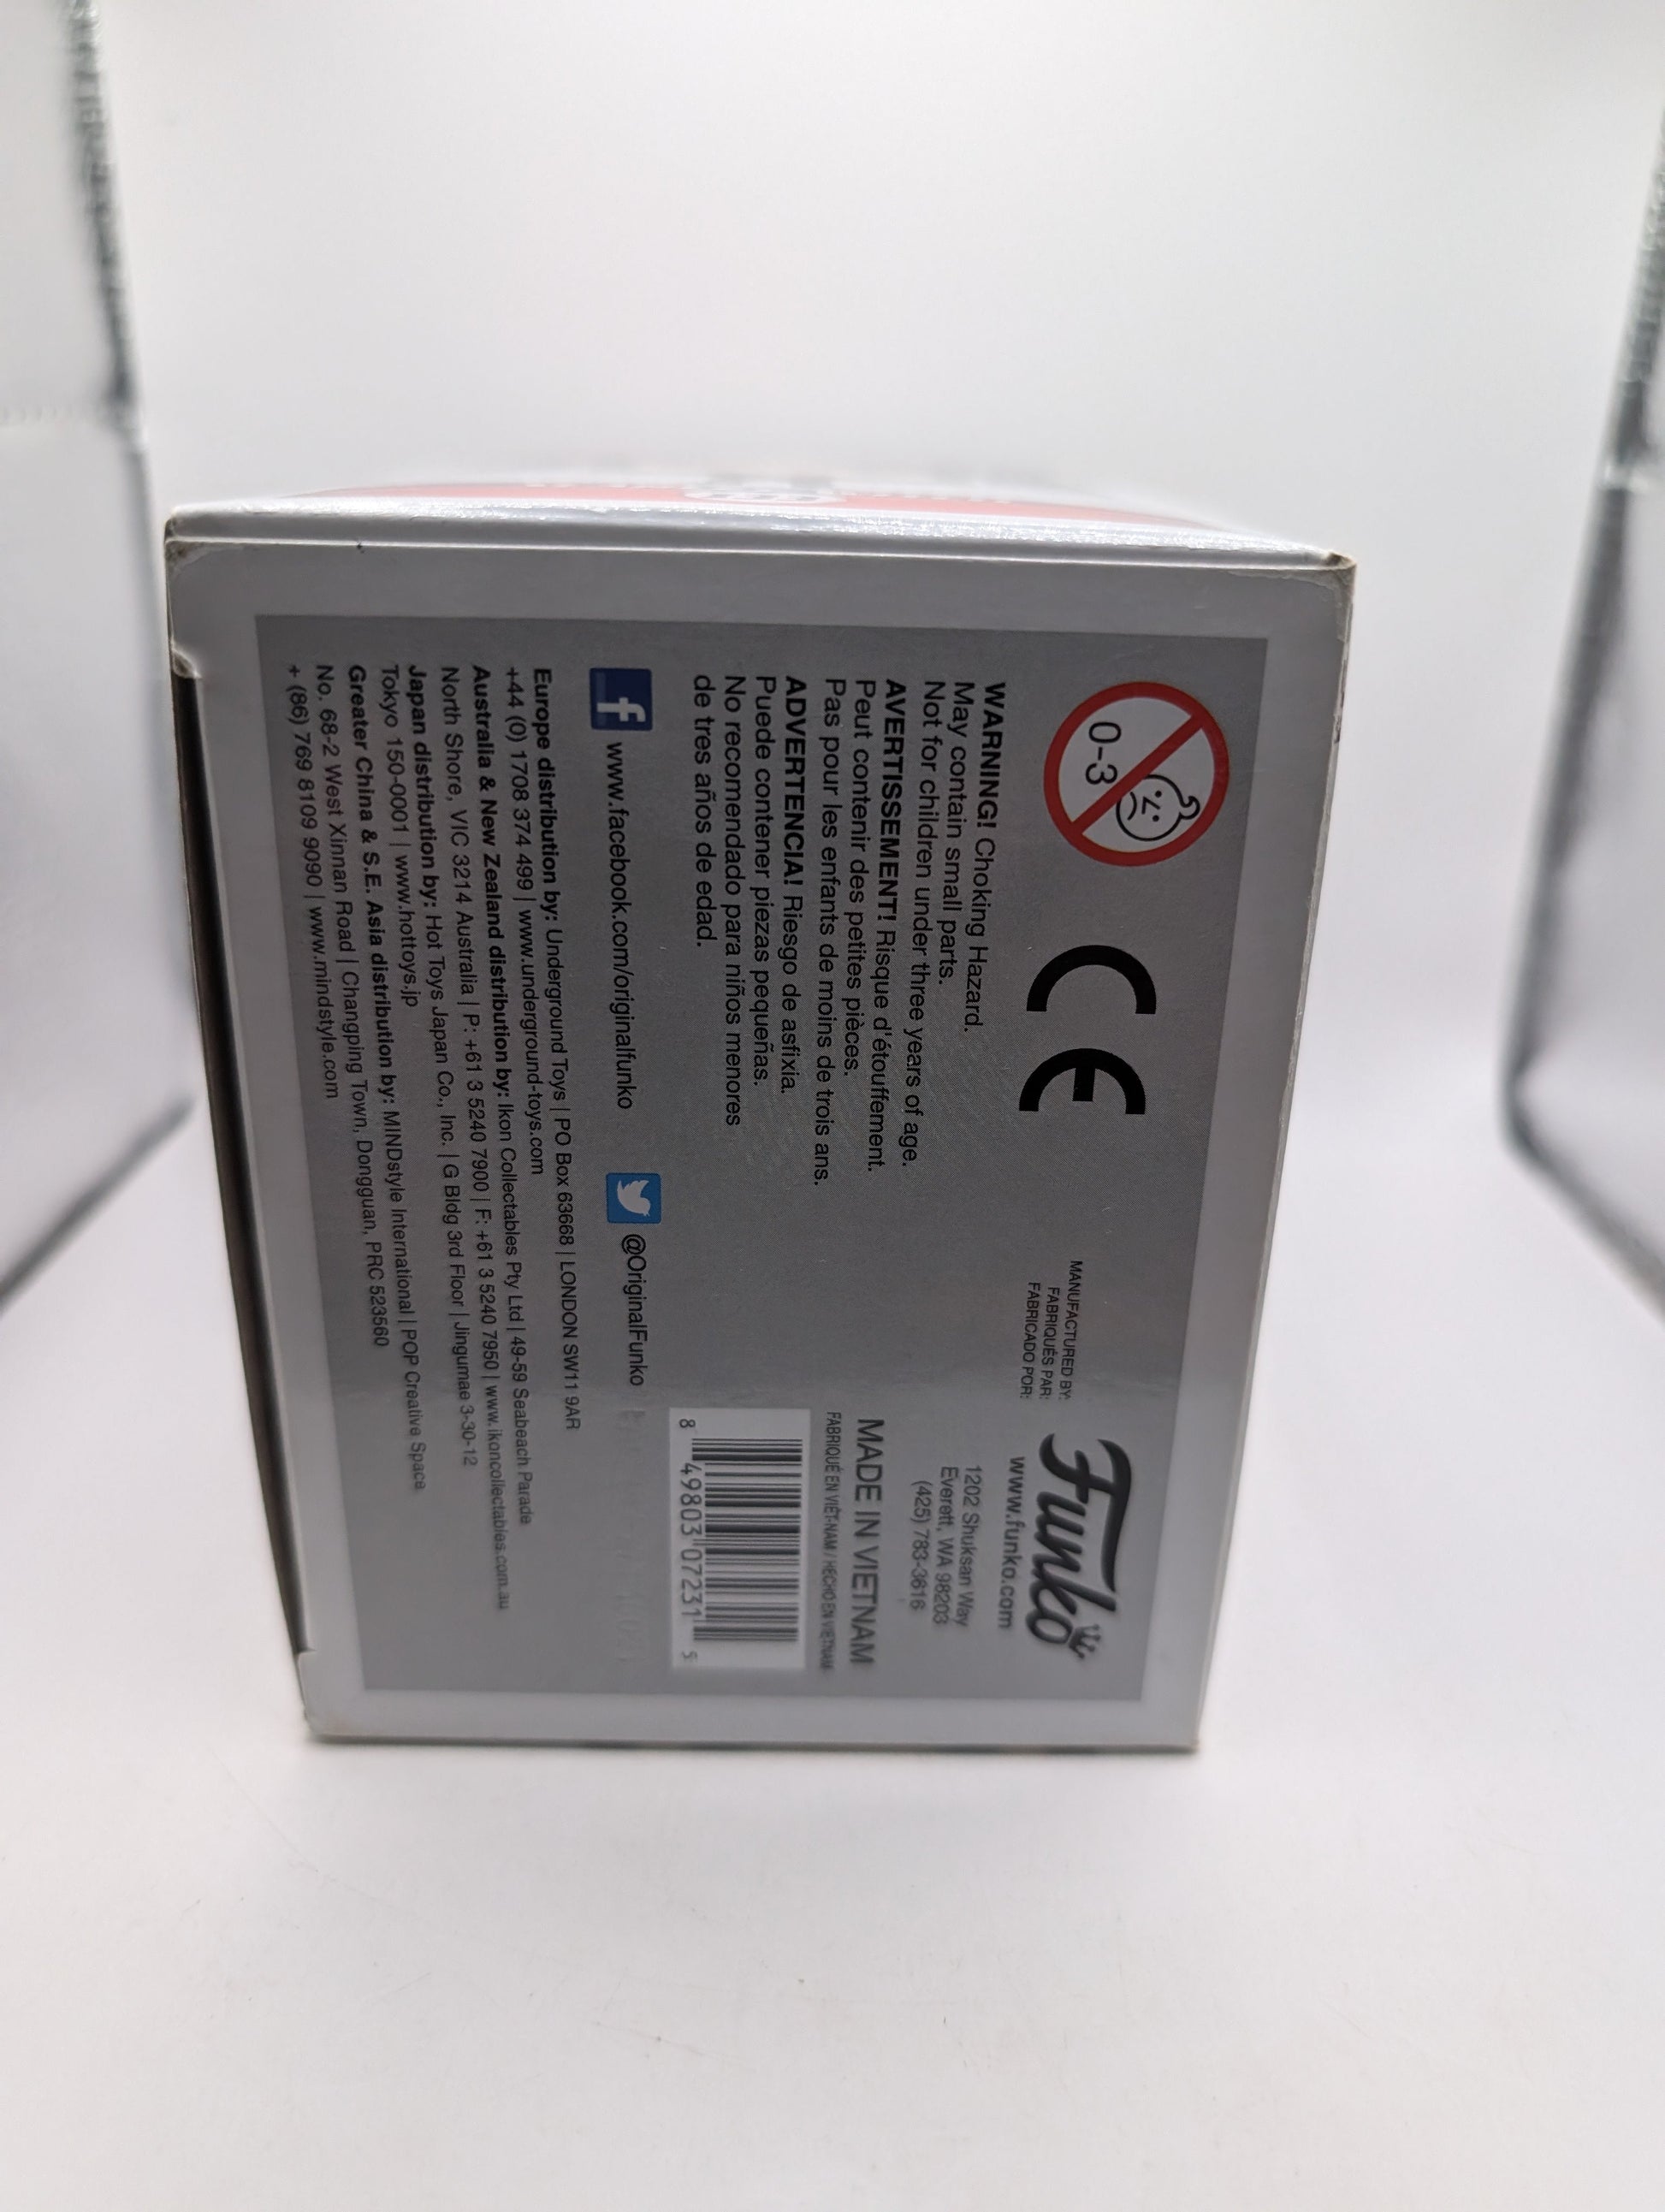 0-3
CE
WARNING! Choking Hazard.
May contain small parts.
Not for children under three years of age.
AVERTISSEMENT! Risque d'étouffement.
Peut contenir des petites pièces.
Pas pour les enfants de moins de trois ans.
ADVERTENCIA! Riesgo de asfixia.
Puede contener piezas pequeñas.
No recomendado para niños menores
de tres años de edad.
MANUFACTURED BY:
FABRIQUÉS PAR:
FABRICADO POR:
Funko
www.funko.com
1202 Shuksan Way
Everett, WA 98203
(425) 783-3616
MADE IN VIETNAM
FABRIQUÉ EN VIÊT-NAM / HECHO EN VIETNAM
8 49803 07231 5
f www.facebook.com/originalfunko
@OriginalFunko
Europe distribution by: Underground Toys | PO Box 63668 | LONDON SW11 9AR
+44 (0) 1708 374 499 | www.underground-toys.com
Australia & New Zealand distribution by: Ikon Collectables Pty Ltd | 49-59 Seabeach Parade
North Shore, VIC 3214 Australia | P: +61 3 5240 7900 | F: +61 3 5240 7950 | www.ikoncollectables.com.au
Japan distribution by: Hot Toys Japan Co., Inc. | G Bldg 3rd Floor | Jingumae 3-30-12
Tokyo 150-0001 | www.hottoys.jp
Greater China & S.E. Asia distribution by: MINDstyle International | POP Creative Space
No. 68-2 West Xinnan Road | Changping Town, Dongguan, PRC 523560
+ (86) 769 8109 9090 | www.mindstyle.com